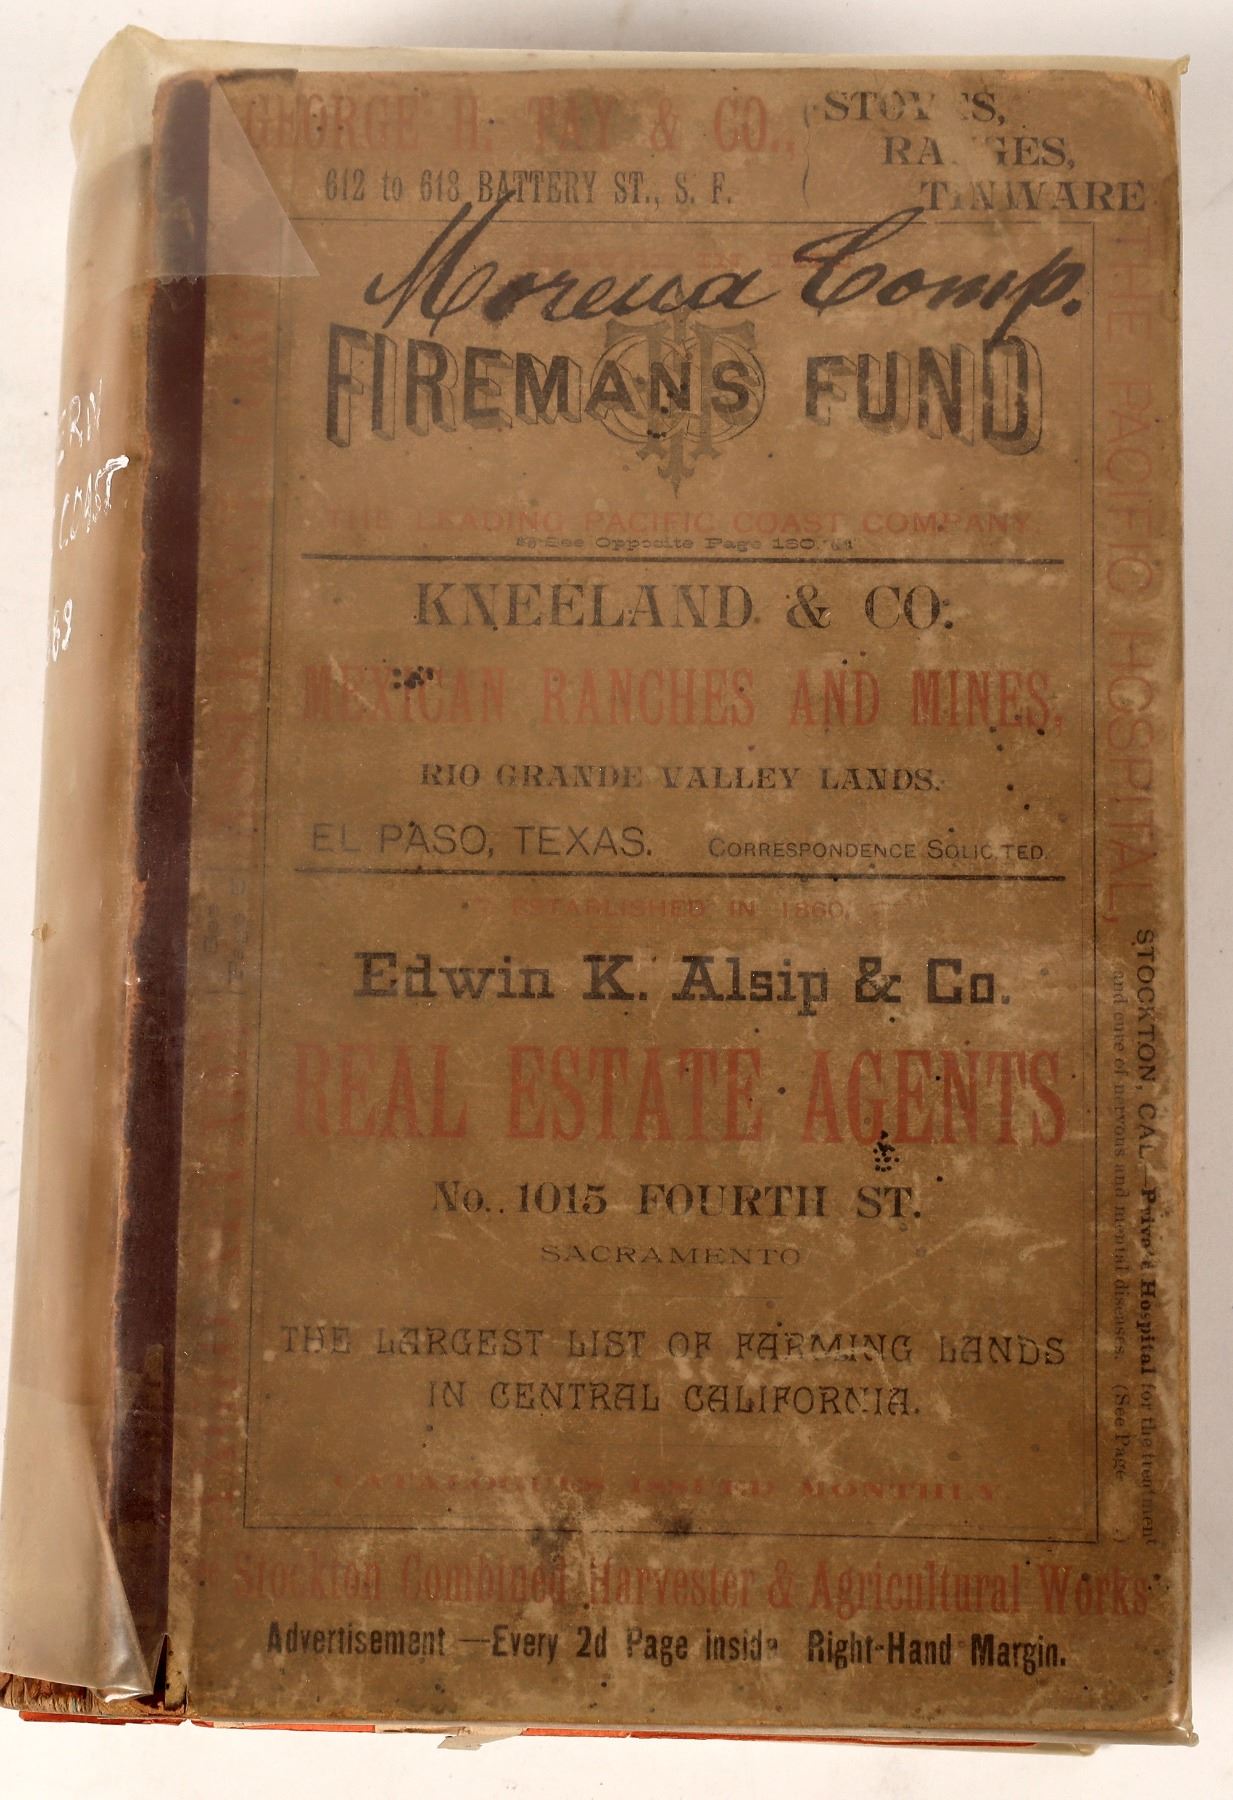 GEORGE H. TAY & CO.,
612 to 618 BATTERY ST., S. F.
STOVES,
RANGES,
TINWARE
Morena Comp.
FIREMANS FUND
THE LEADING PACIFIC COAST COMPANY
See Opposite Page 180.
KNEELAND & CO.
MEXICAN RANCHES AND MINES,
RIO GRANDE VALLEY LANDS.
EL PASO, TEXAS. CORRESPONDENCE SOLICITED.
ESTABLISHED IN 1860.
Edwin K. Alsip & Co.
REAL ESTATE AGENTS
No. 1015 FOURTH ST.
SACRAMENTO
THE LARGEST LIST OF FARMING LANDS
IN CENTRAL CALIFORNIA.
CATALOGUES ISSUED MONTHLY
Stockton Combined Harvester & Agricultural Works
Advertisement—Every 2d Page inside Right-Hand Margin.
THE PACIFIC HOSPITAL,
STOCKTON, CAL.—Private Hospital for the treatment
and cure of nervous and mental diseases. (See Page )
ERN
COAST